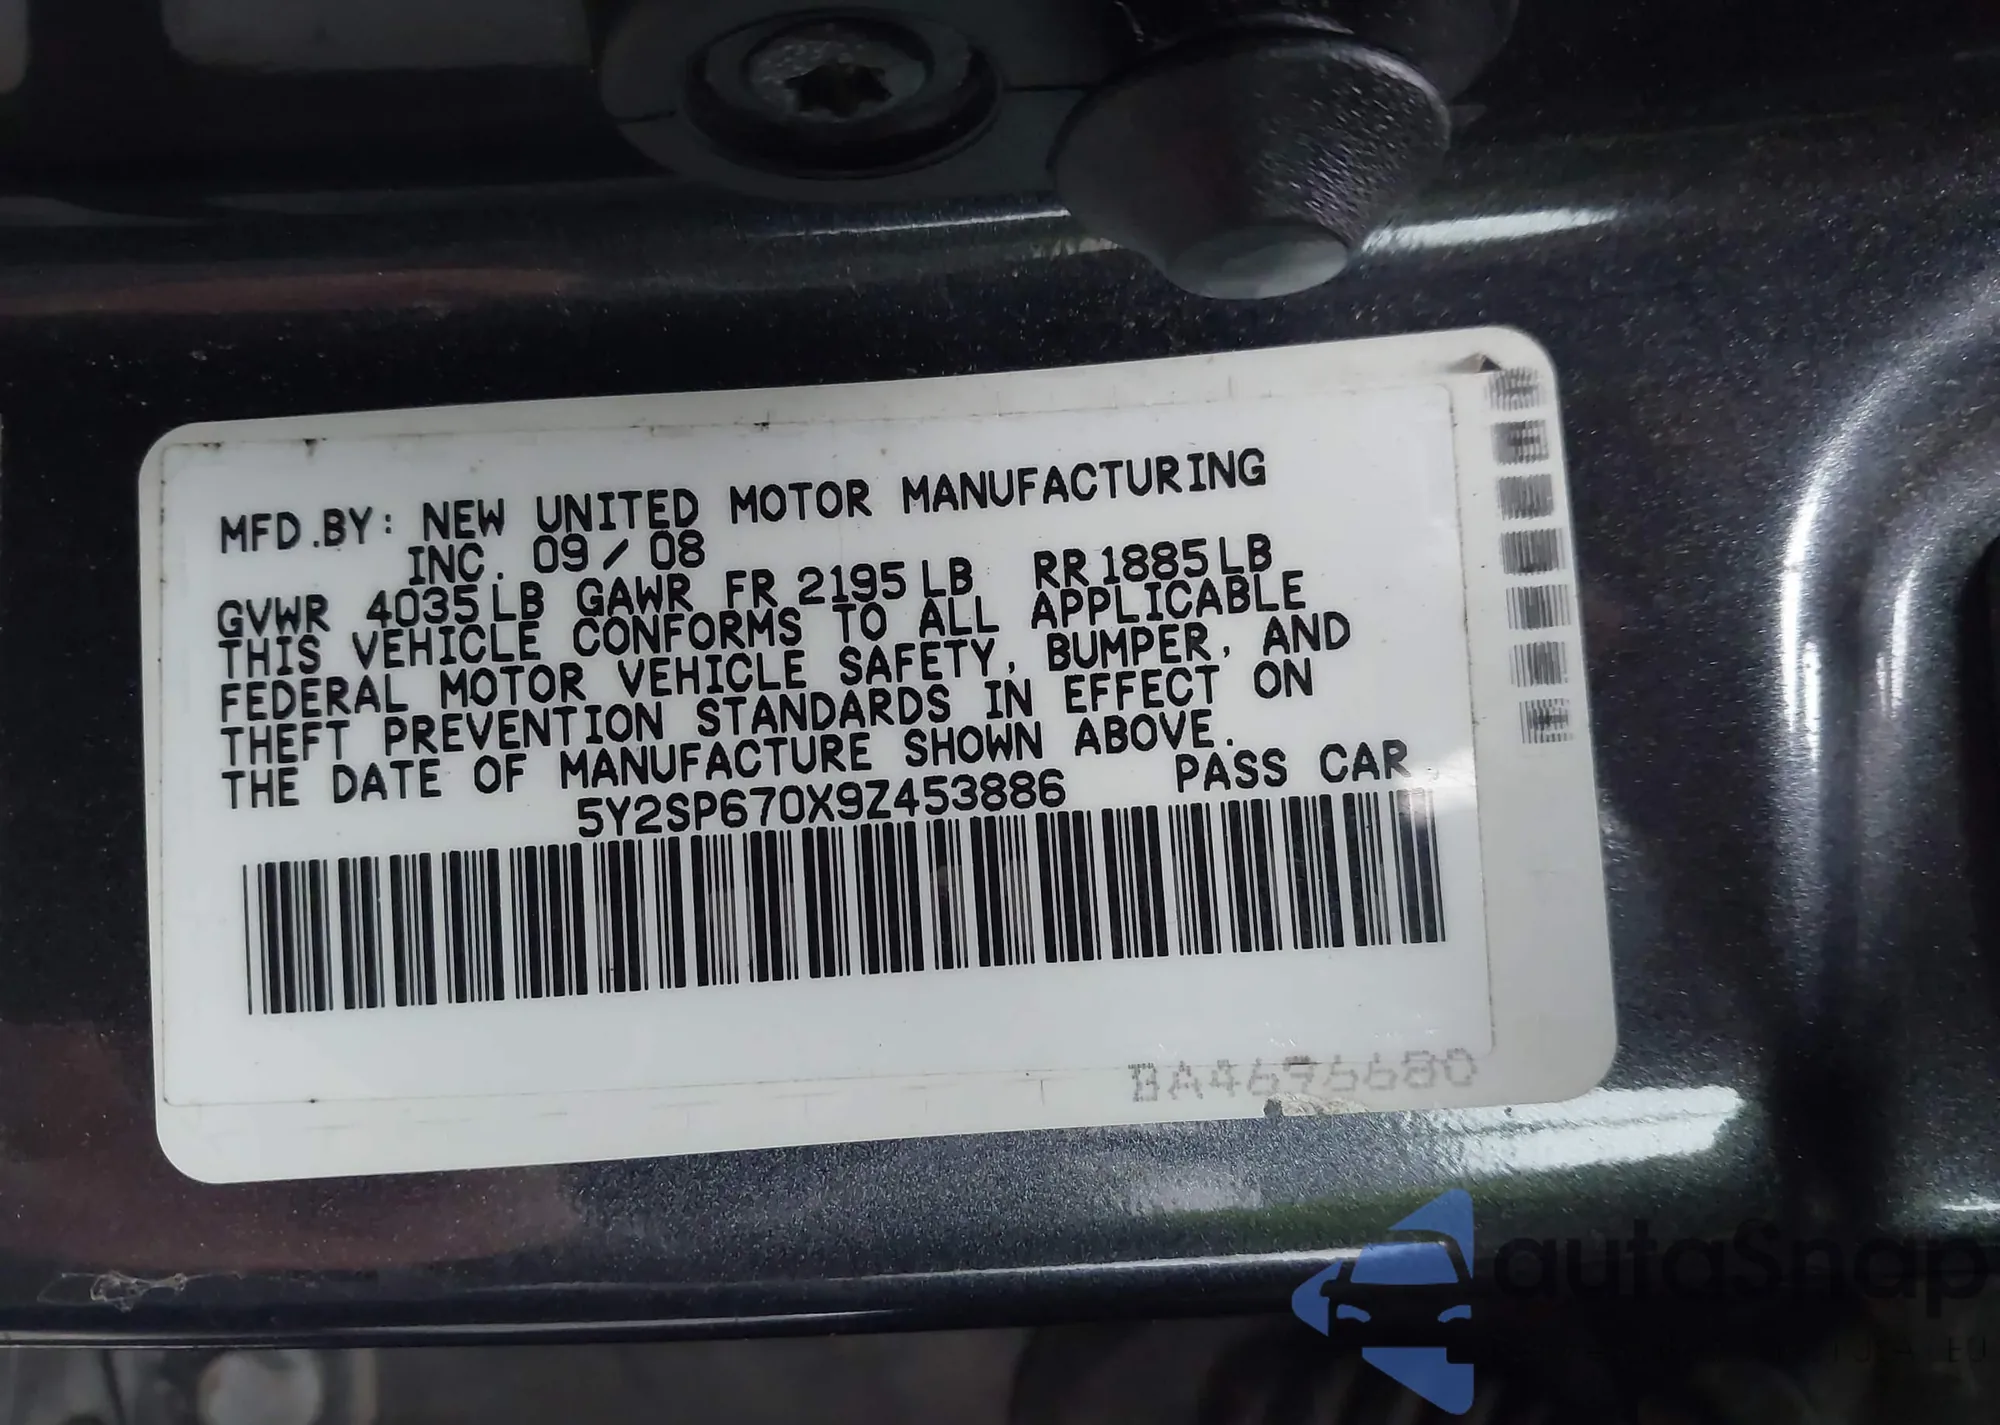 MFD.BY: NEW UNITED MOTOR MANUFACTURING
INC. 09/08
GVWR 4035LB GAWR FR 2195LB RR1885LB
THIS VEHICLE CONFORMS TO ALL APPLICABLE
FEDERAL MOTOR VEHICLE SAFETY, BUMPER, AND
THEFT PREVENTION STANDARDS IN EFFECT ON
THE DATE OF MANUFACTURE SHOWN ABOVE.
5Y2SP670X9Z453886 PASS CAR
autaSnap